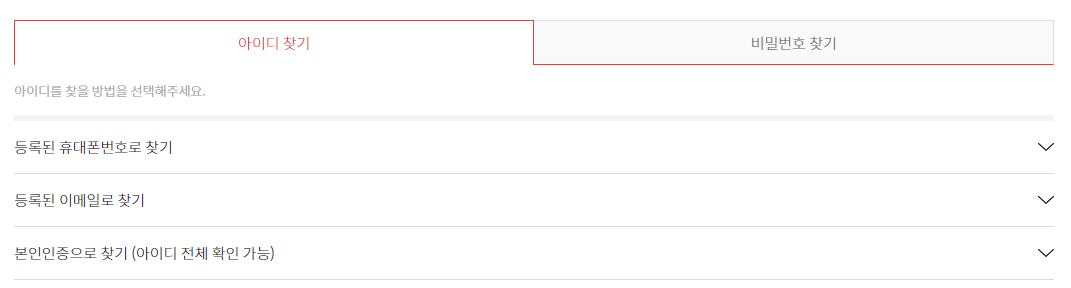 아이디 찾기
비밀번호 찾기
아이디를 찾을 방법을 선택해주세요.
등록된 휴대폰번호로 찾기
등록된 이메일로 찾기
본인인증으로 찾기 (아이디 전체 확인 가능)